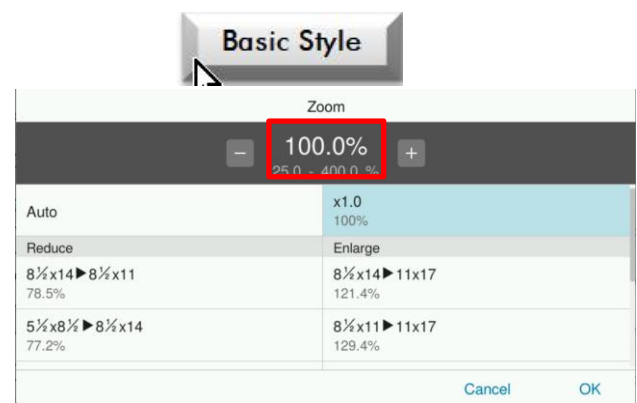 Basic Style
Zoom
− 100.0% +
25.0 - 400.0 %
Auto
x1.0
100%
Reduce
Enlarge
8½x14▶8½x11
78.5%
8½x14▶11x17
121.4%
5½x8½▶8½x14
77.2%
8½x11▶11x17
129.4%
Cancel OK